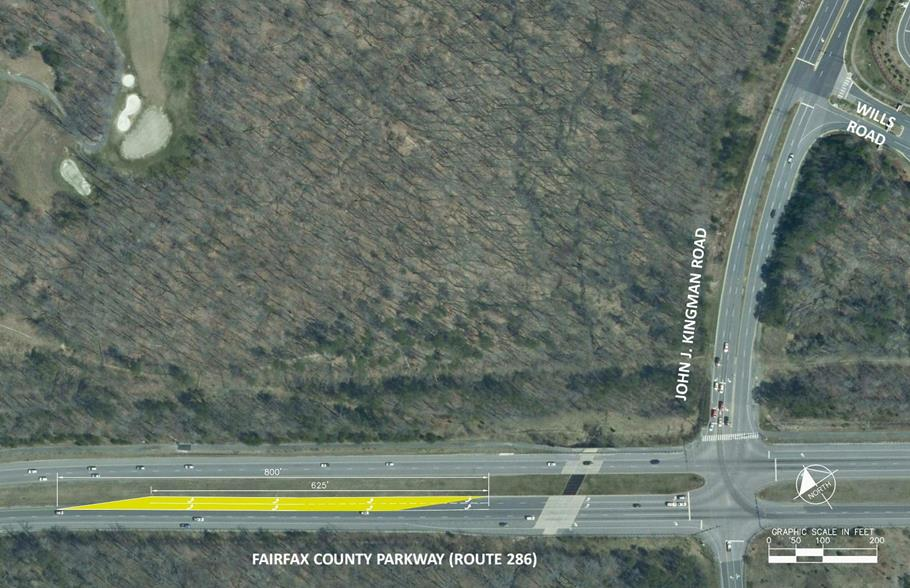 WILLS
ROAD
JOHN J. KINGMAN ROAD
800'
625'
NORTH
GRAPHIC SCALE IN FEET
0 50 100 200
FAIRFAX COUNTY PARKWAY (ROUTE 286)